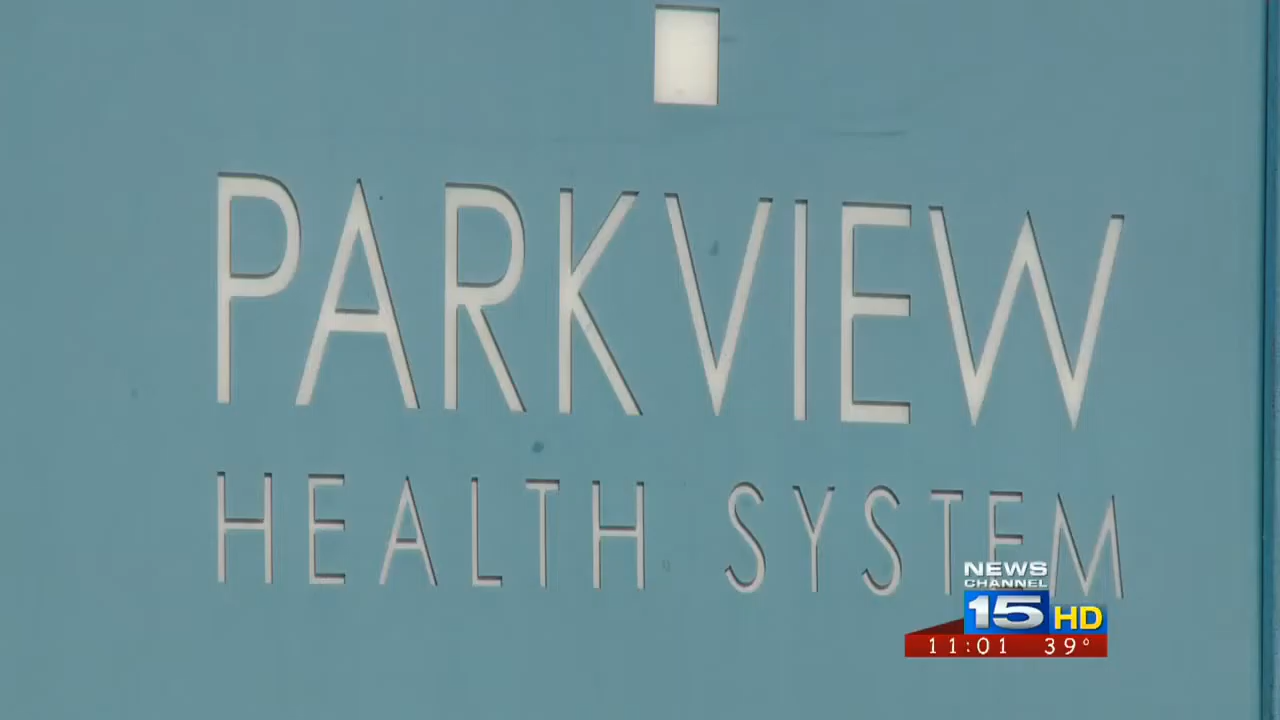 PARKVIEW
HEALTH SYSTEM
NEWS
CHANNEL
15 HD
11:01 39°